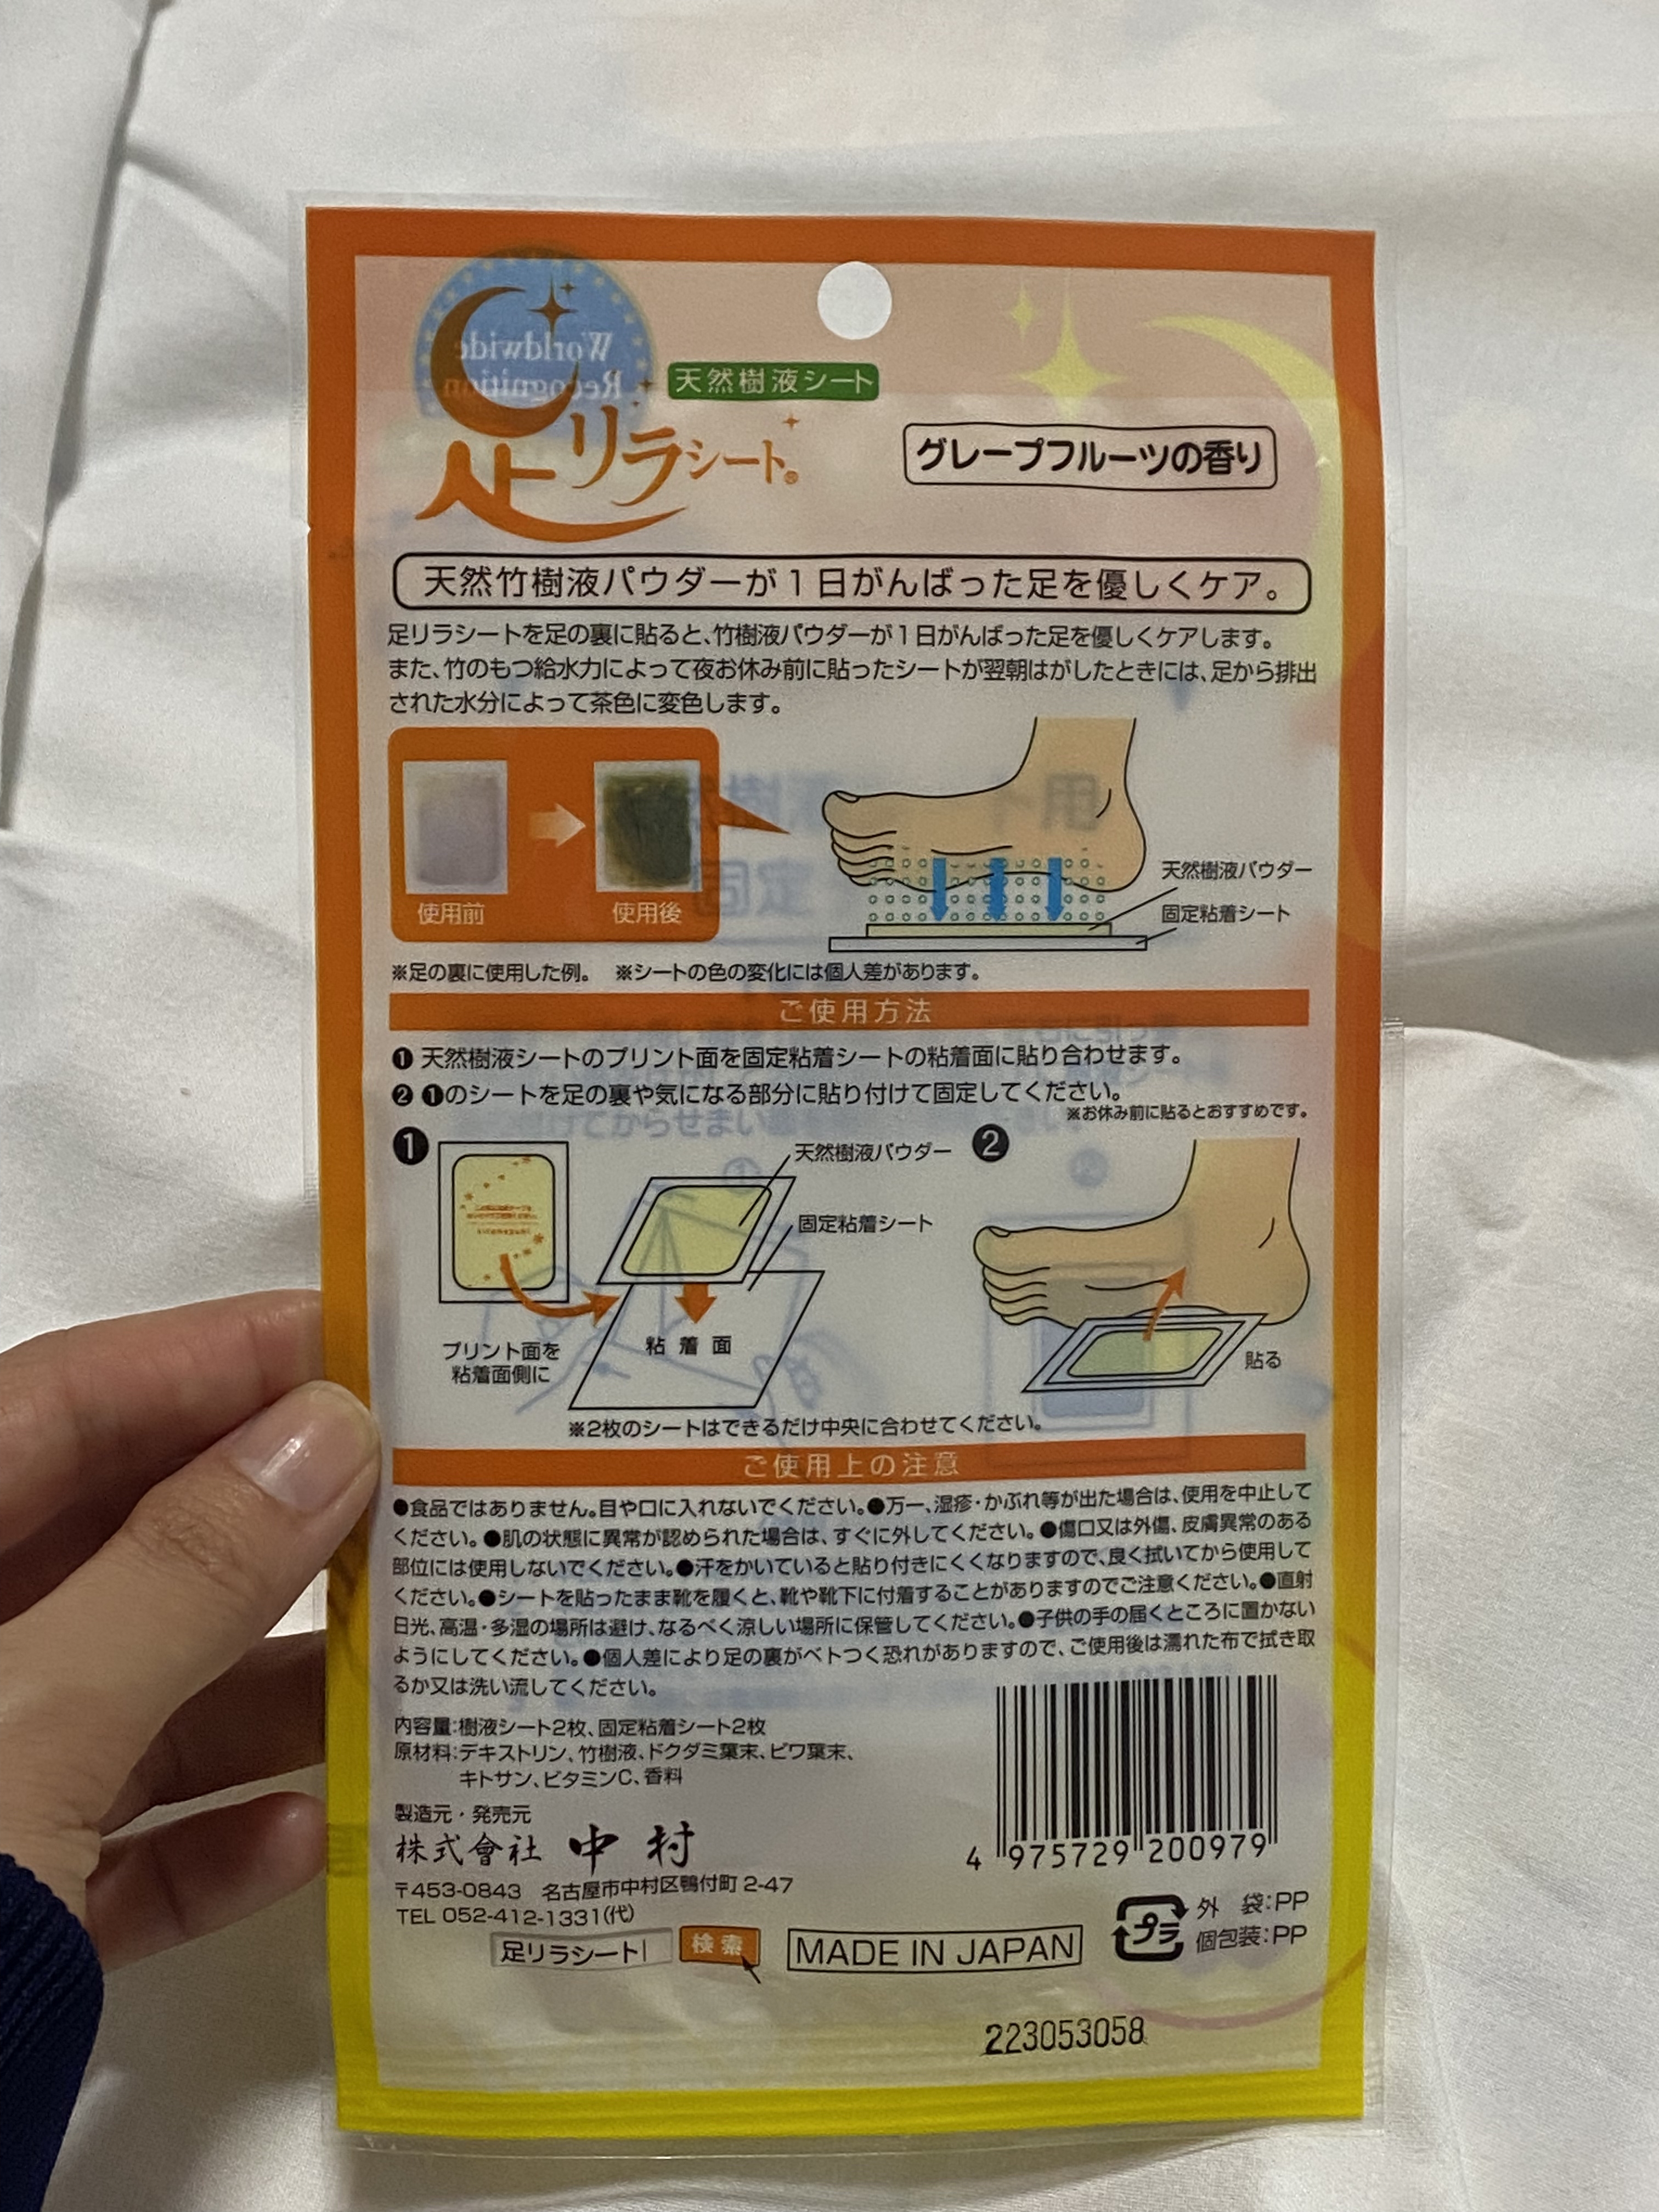 Worldwide
Recognition
天然樹液シート
足リラシート®
グレープフルーツの香り
天然竹樹液パウダーが1日がんばった足を優しくケア。
足リラシートを足の裏に貼ると、竹樹液パウダーが1日がんばった足を優しくケアします。
また、竹のもつ給水力によって夜お休み前に貼ったシートが翌朝はがしたときには、足から排出
された水分によって茶色に変色します。
使用前
使用後
天然樹液パウダー
固定粘着シート
※足の裏に使用した例。 ※シートの色の変化には個人差があります。
ご使用方法
❶ 天然樹液シートのプリント面を固定粘着シートの粘着面に貼り合わせます。
❷ ❶のシートを足の裏や気になる部分に貼り付けて固定してください。
※お休み前に貼るとおすすめです。
❶
天然樹液パウダー
固定粘着シート
プリント面を
粘着面側に
粘着面
❷
貼る
※2枚のシートはできるだけ中央に合わせてください。
ご使用上の注意
●食品ではありません。目や口に入れないでください。●万一、湿疹・かぶれ等が出た場合は、使用を中止して
ください。●肌の状態に異常が認められた場合は、すぐに外してください。●傷口又は外傷、皮膚異常のある
部位には使用しないでください。●汗をかいていると貼り付きにくくなりますので、良く拭いてから使用して
ください。●シートを貼ったまま靴を履くと、靴や靴下に付着することがありますのでご注意ください。●直射
日光、高温・多湿の場所は避け、なるべく涼しい場所に保管してください。●子供の手の届くところに置かない
ようにしてください。●個人差により足の裏がベトつく恐れがありますので、ご使用後は濡れた布で拭き取
るか又は洗い流してください。
内容量:樹液シート2枚、固定粘着シート2枚
原材料:デキストリン、竹樹液、ドクダミ葉末、ビワ葉末、
キトサン、ビタミンC、香料
製造元・発売元
株式會社 中村
〒453-0843 名古屋市中村区鴨付町 2-47
TEL 052-412-1331(代)
足リラシート 検索
MADE IN JAPAN
4 975729 200979
プラ
外 袋:PP
個包装:PP
223053058